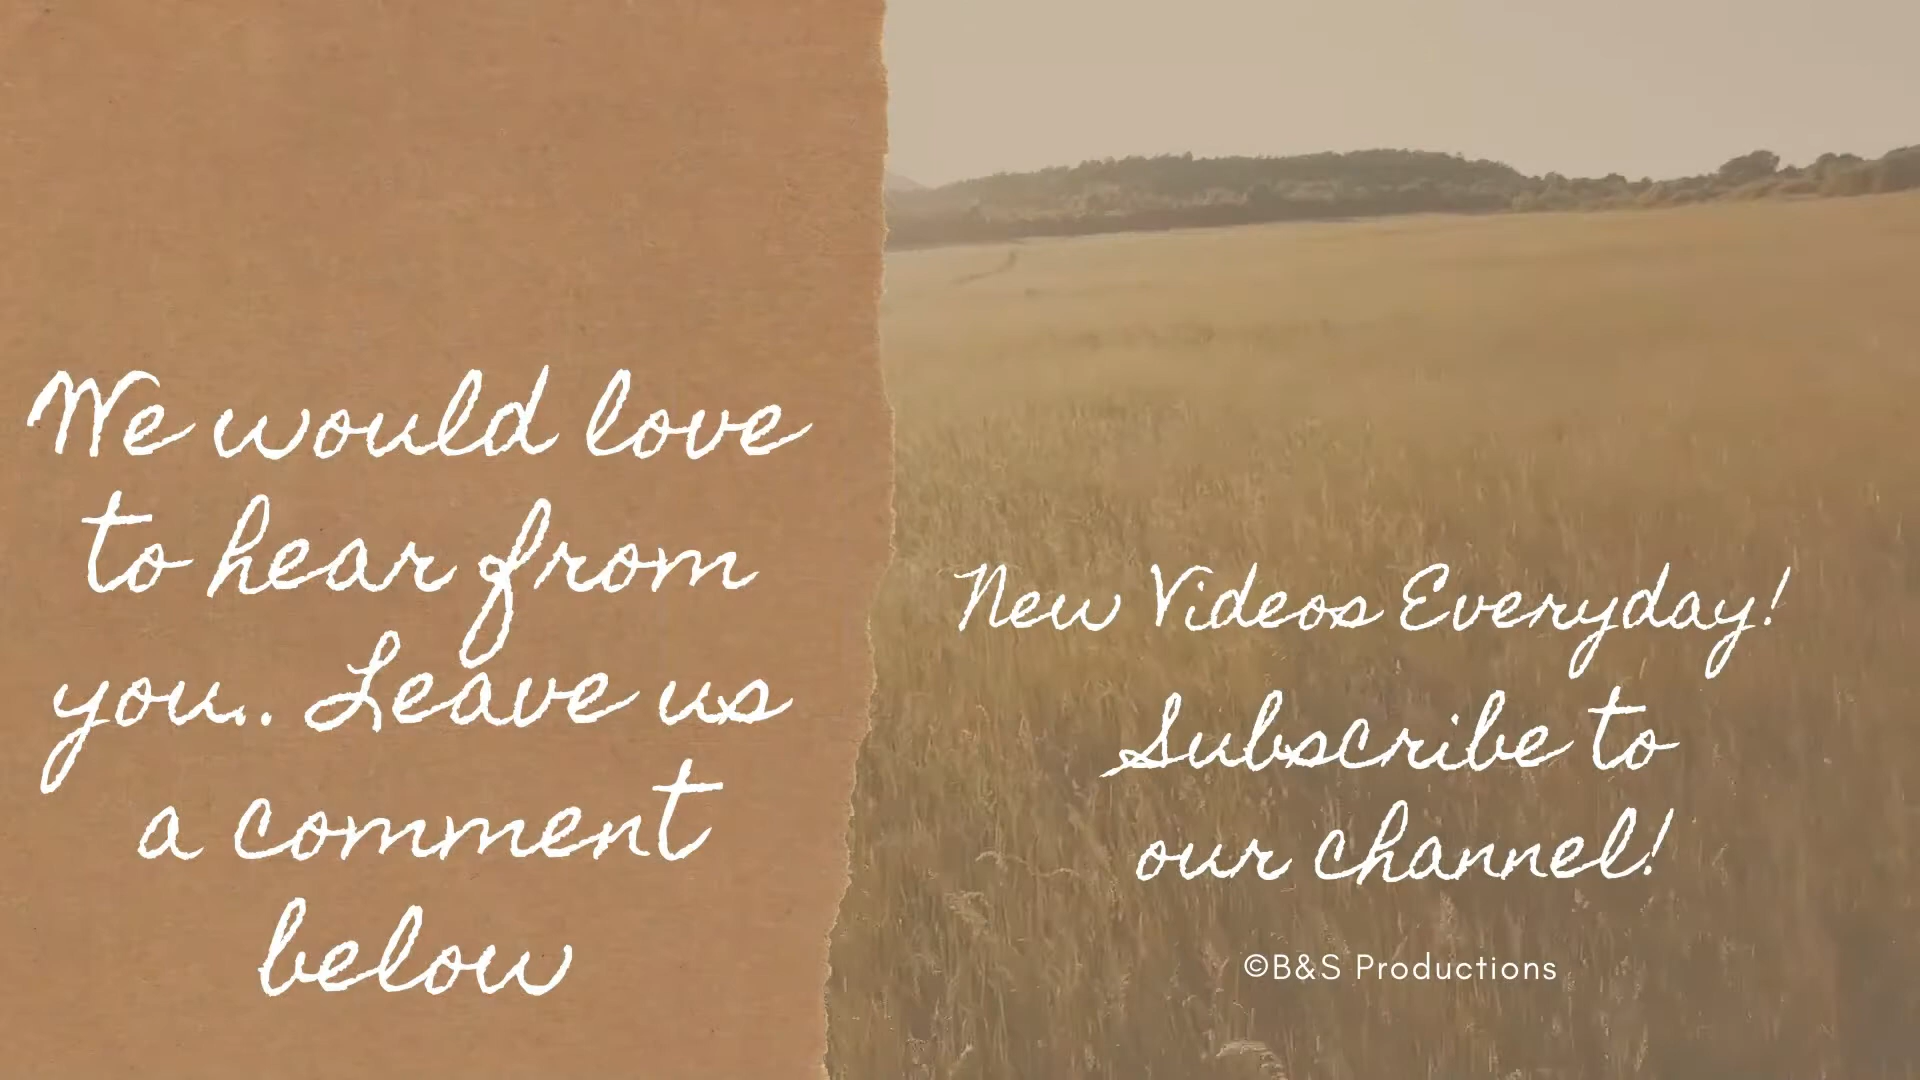 We would love
to hear from
you.. Leave us
a comment
below
New Videos Everyday!
Subscribe to
our channel!
©B&S Productions